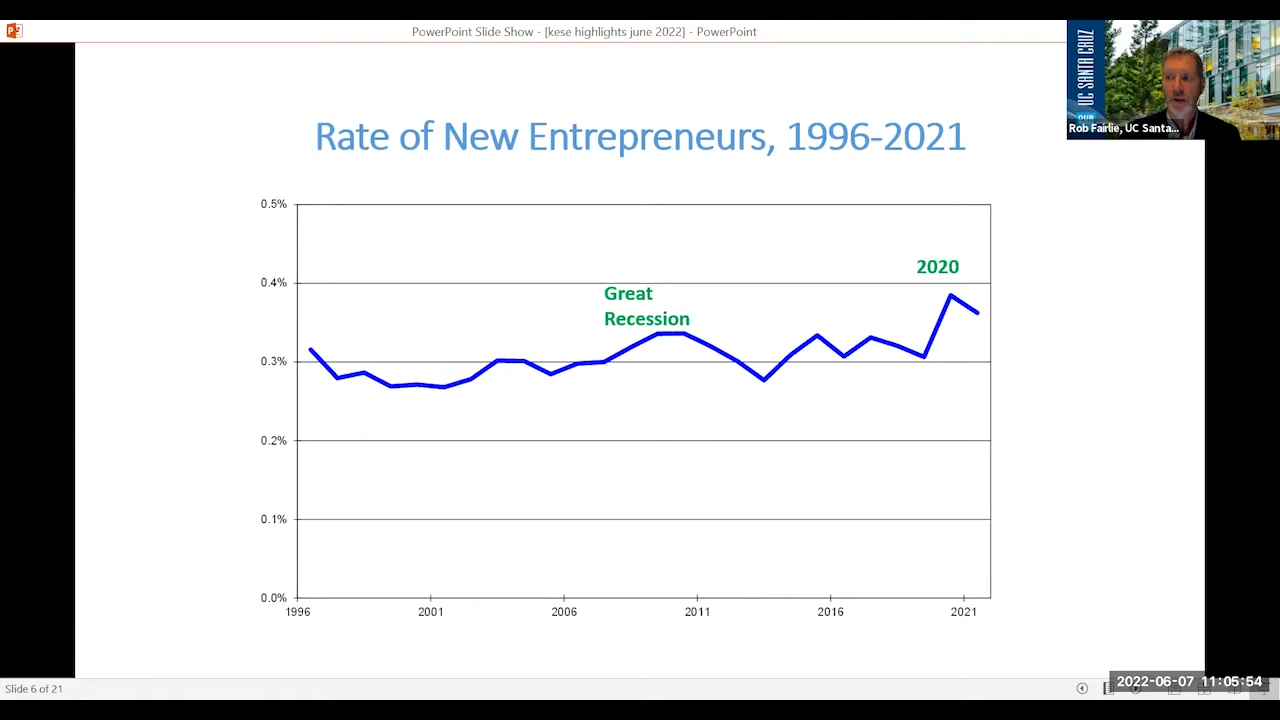 PowerPoint Slide Show - [kese highlights june 2022] - PowerPoint
UC SANTA CRUZ
Rob Fairlie, UC Santa...
Rate of New Entrepreneurs, 1996-2021
0.5%
0.4%
0.3%
0.2%
0.1%
0.0%
Great
Recession
2020
1996
2001
2006
2011
2016
2021
Slide 6 of 21
2022-06-07 11:05:54